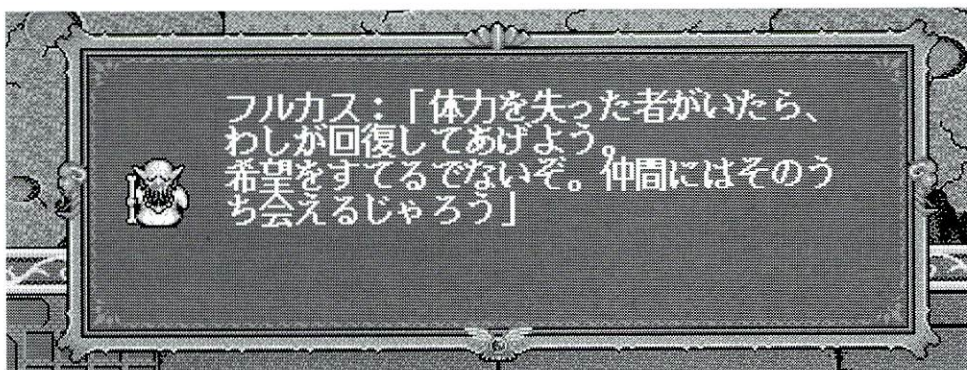 フルカス：「体力を失った者がいたら、
わしが回復してあげよう。
希望をすてるでないぞ。仲間にはそのう
ち会えるじゃろう」